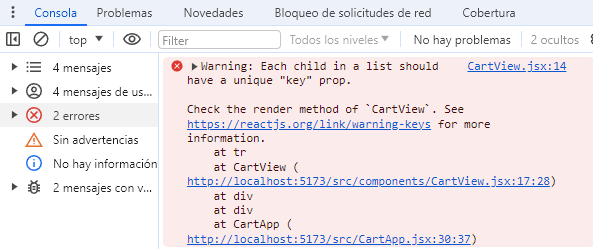 Consola Problemas Novedades Bloqueo de solicitudes de red Cobertura
top Filter Todos los niveles No hay problemas 2 ocultos
4 mensajes
4 mensajes de us...
2 errores
Sin advertencias
No hay información
2 mensajes con v...
Warning: Each child in a list should CartView.jsx:14
have a unique "key" prop.
Check the render method of `CartView`. See
https://reactjs.org/link/warning-keys for more
information.
at tr
at CartView (
http://localhost:5173/src/components/CartView.jsx:17:28)
at div
at div
at CartApp (
http://localhost:5173/src/CartApp.jsx:30:37)